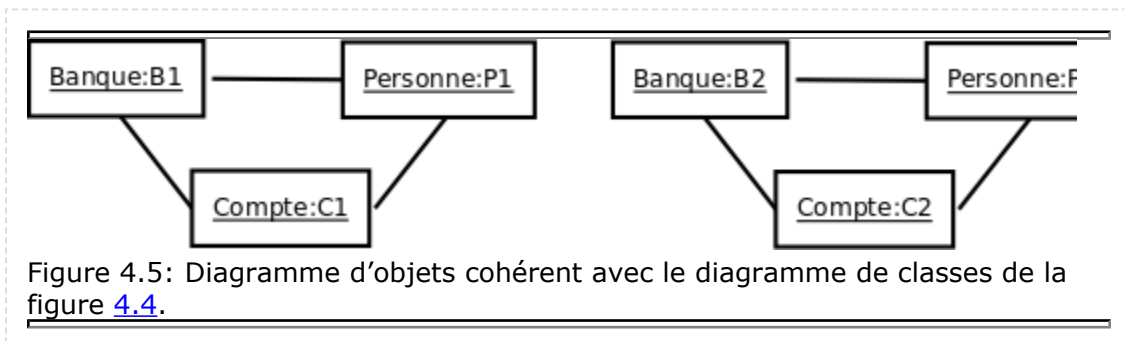 Banque:B1 Personne:P1 Banque:B2
Compte:C1 Compte:C2
Figure 4.5: Diagramme d’objets cohérent avec le diagramme de classes de la
figure 4.4.